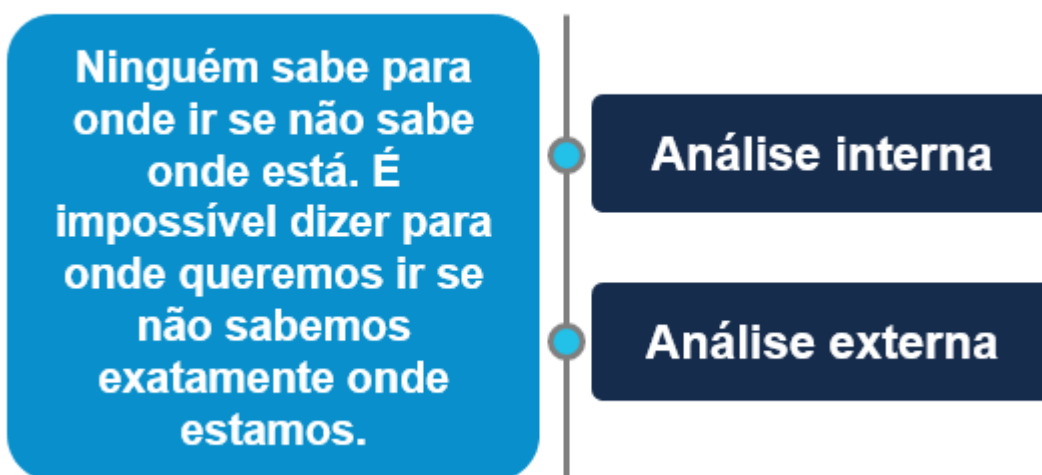 Ninguém sabe para
onde ir se não sabe
onde está. É
impossível dizer para
onde queremos ir se
não sabemos
exatamente onde
estamos.
Análise interna
Análise externa